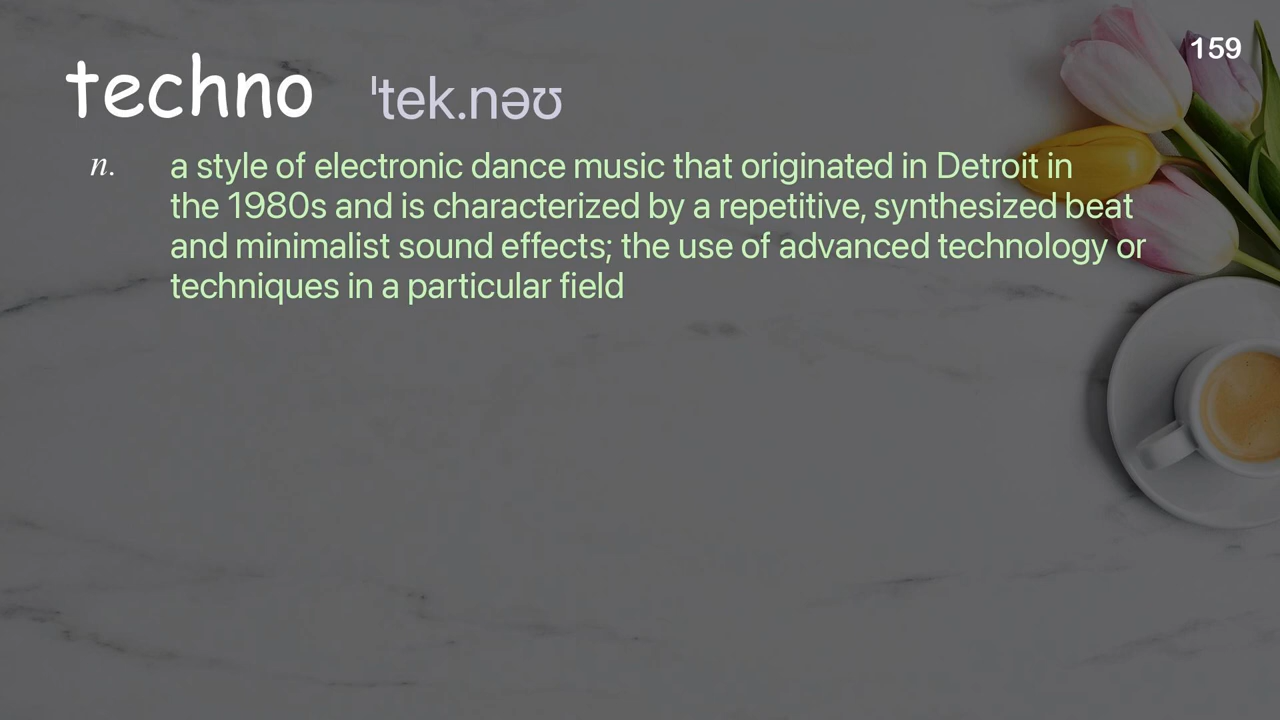 159
techno ˈtek.nəʊ
n. a style of electronic dance music that originated in Detroit in
the 1980s and is characterized by a repetitive, synthesized beat
and minimalist sound effects; the use of advanced technology or
techniques in a particular field